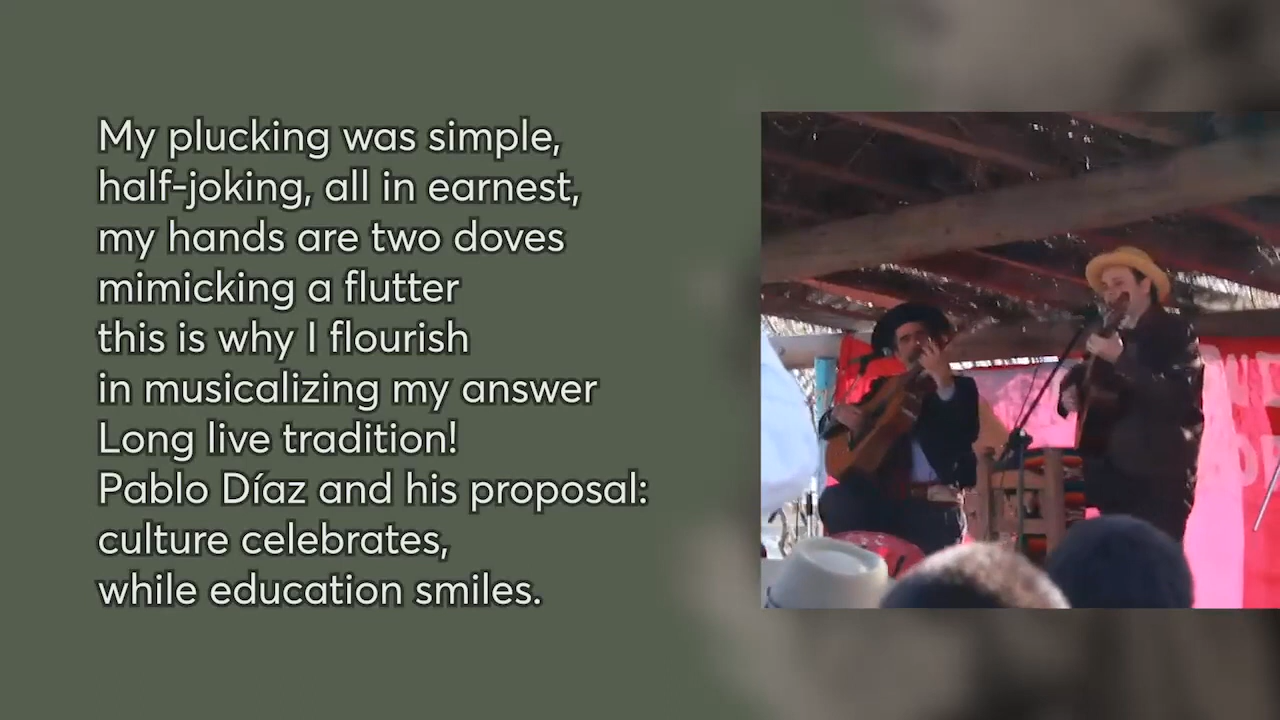 My plucking was simple,
half-joking, all in earnest,
my hands are two doves
mimicking a flutter
this is why I flourish
in musicalizing my answer
Long live tradition!
Pablo Díaz and his proposal:
culture celebrates,
while education smiles.